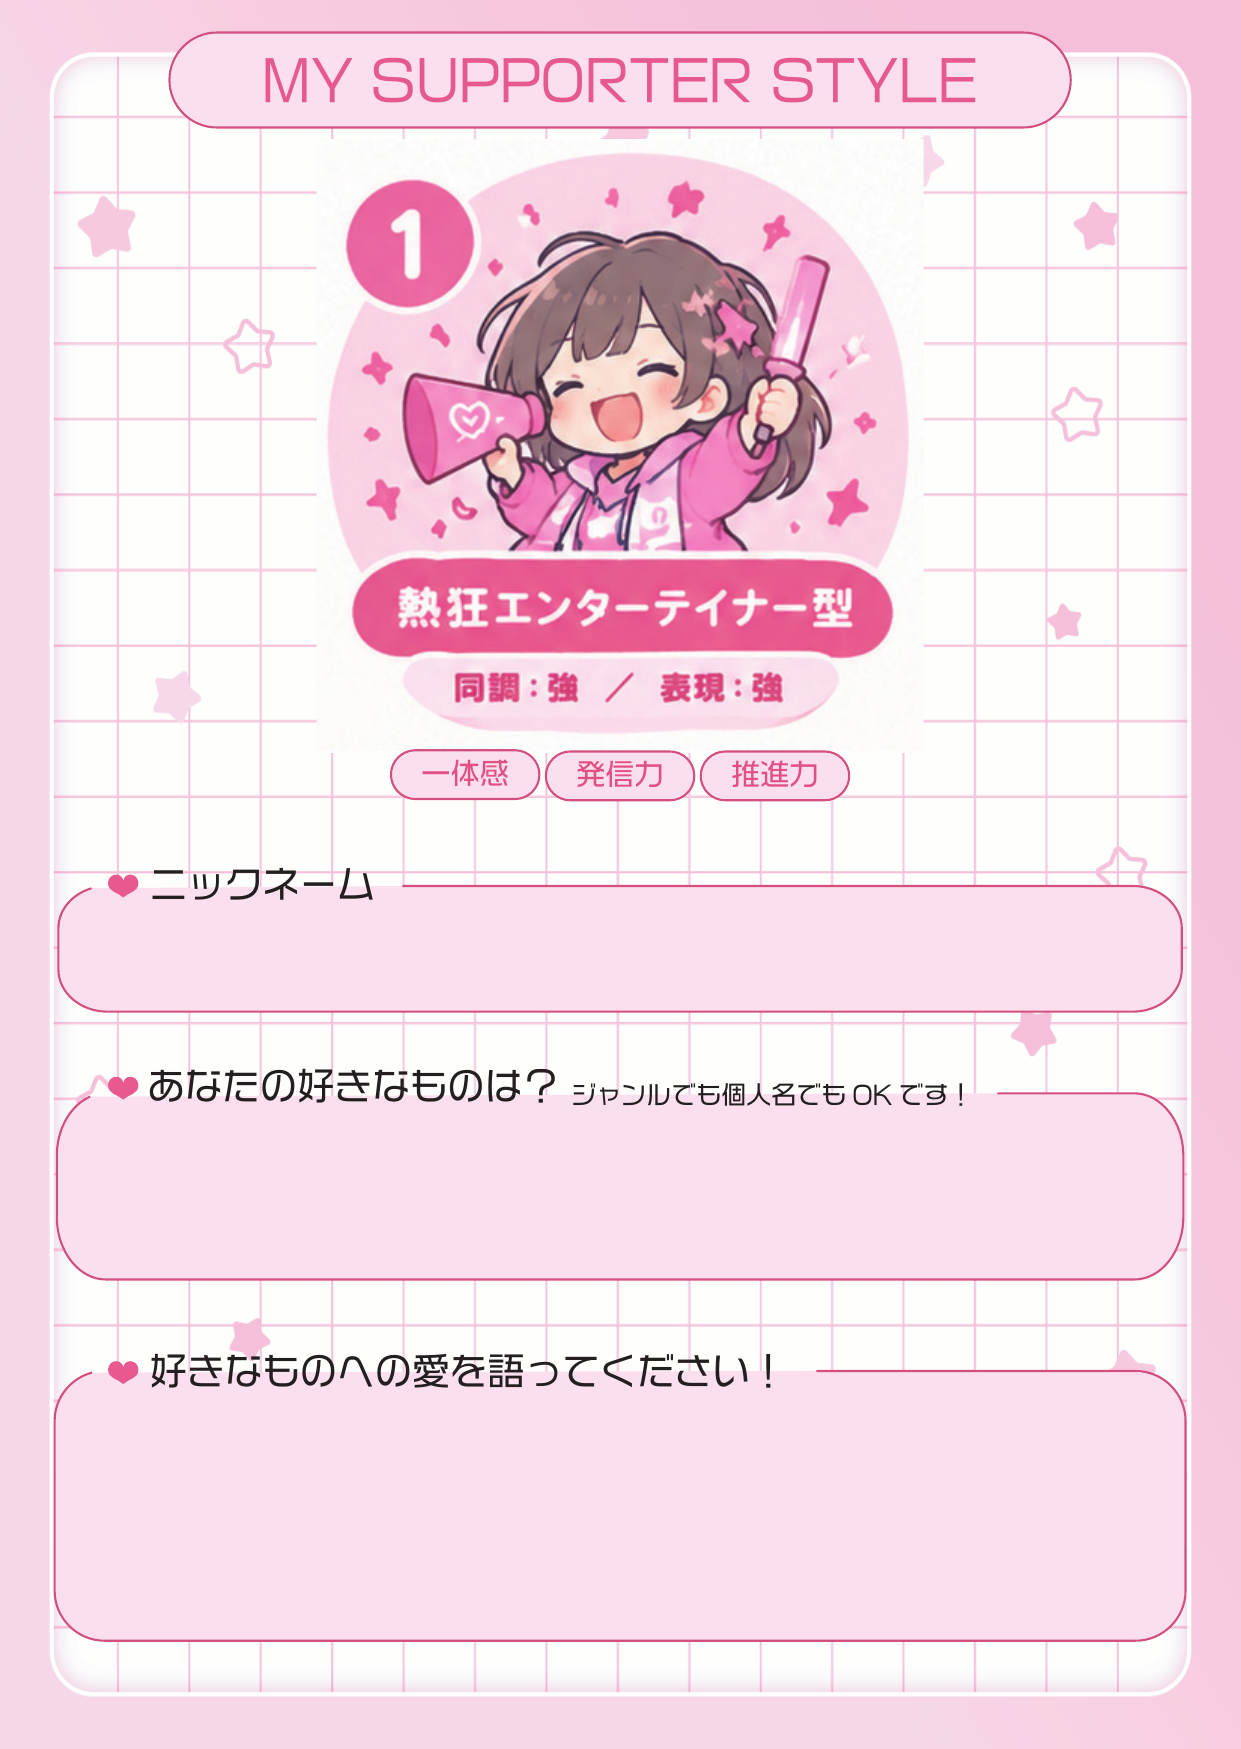 MY SUPPORTER STYLE
1
熱狂エンターテイナー型
同調：強 ／ 表現：強
一体感 発信力 推進力
❤ ニックネーム
❤ あなたの好きなものは？ ジャンルでも個人名でも OK です！
❤ 好きなものへの愛を語ってください！